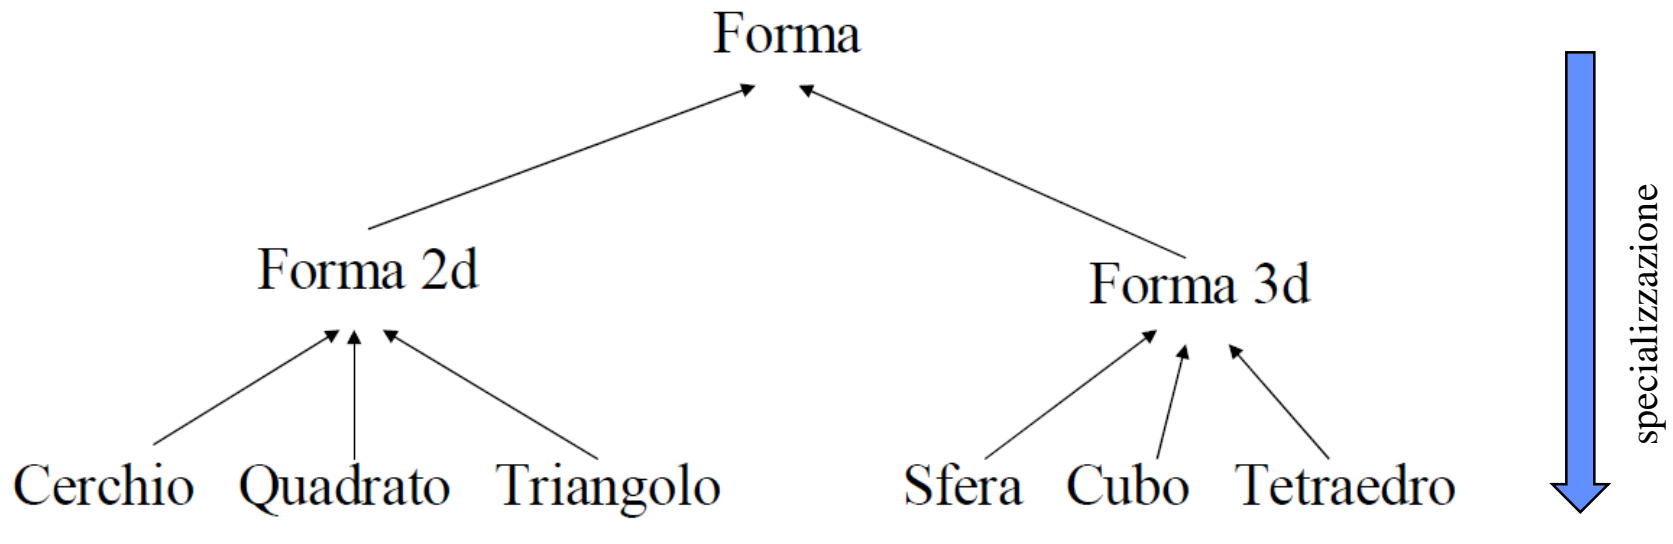 Forma
Forma 2d
Forma 3d
Cerchio Quadrato Triangolo
Sfera Cubo Tetraedro
specializzazione